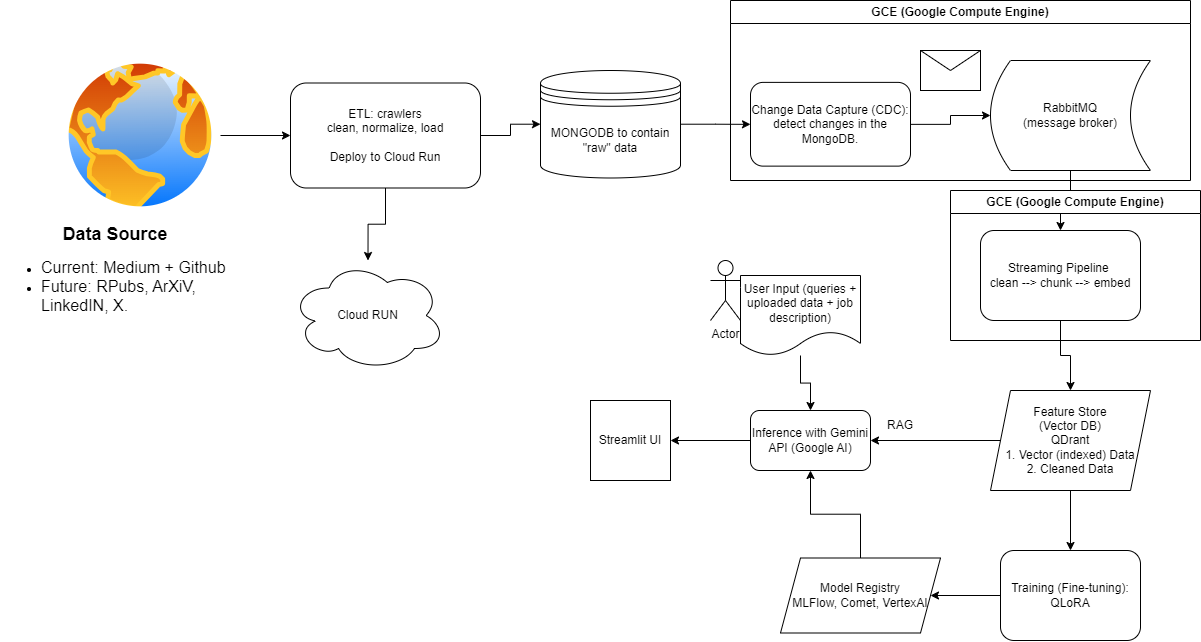 GCE (Google Compute Engine)
ETL: crawlers
clean, normalize, load
Deploy to Cloud Run
MONGODB to contain
"raw" data
Change Data Capture (CDC):
detect changes in the
MongoDB.
RabbitMQ
(message broker)
Data Source
Current: Medium + Github
Future: RPubs, ArXiV,
LinkedIN, X.
Cloud RUN
GCE (Google Compute Engine)
Streaming Pipeline
clean --> chunk --> embed
User Input (queries +
uploaded data + job
description)
Actor
Streamlit UI
Inference with Gemini
API (Google AI)
RAG
Feature Store
(Vector DB)
QDrant
1. Vector (indexed) Data
2. Cleaned Data
Model Registry
MLFlow, Comet, VertexAI
Training (Fine-tuning):
QLoRA